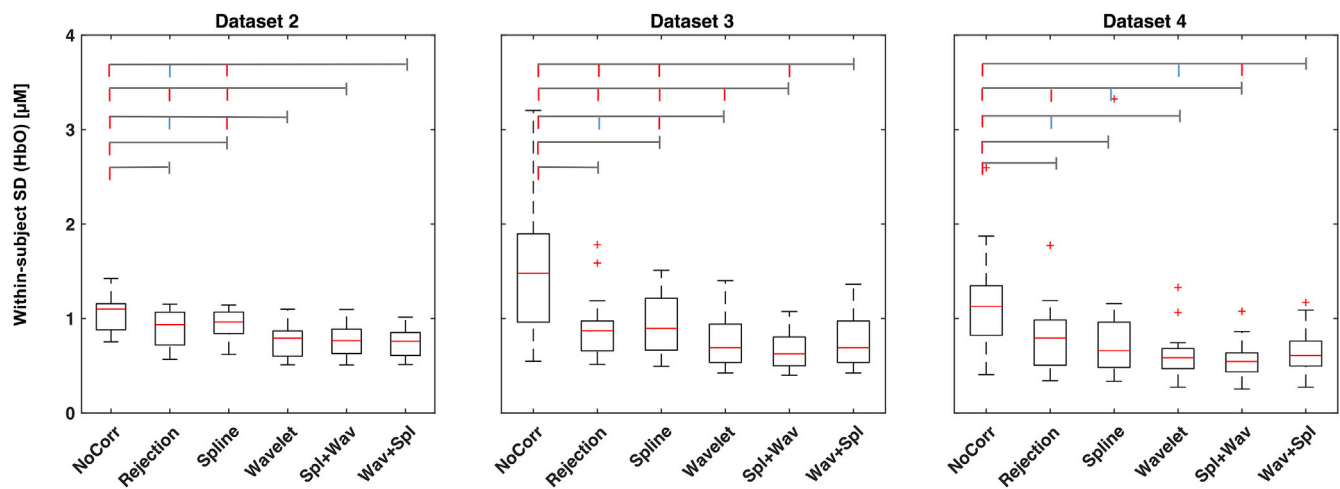 Dataset 2
Dataset 3
Dataset 4
Within-subject SD (HbO) [μM]
4
3
2
1
0
NoCorr
Rejection
Spline
Wavelet
Spl+Wav
Wav+Spl
NoCorr
Rejection
Spline
Wavelet
Spl+Wav
Wav+Spl
NoCorr
Rejection
Spline
Wavelet
Spl+Wav
Wav+Spl